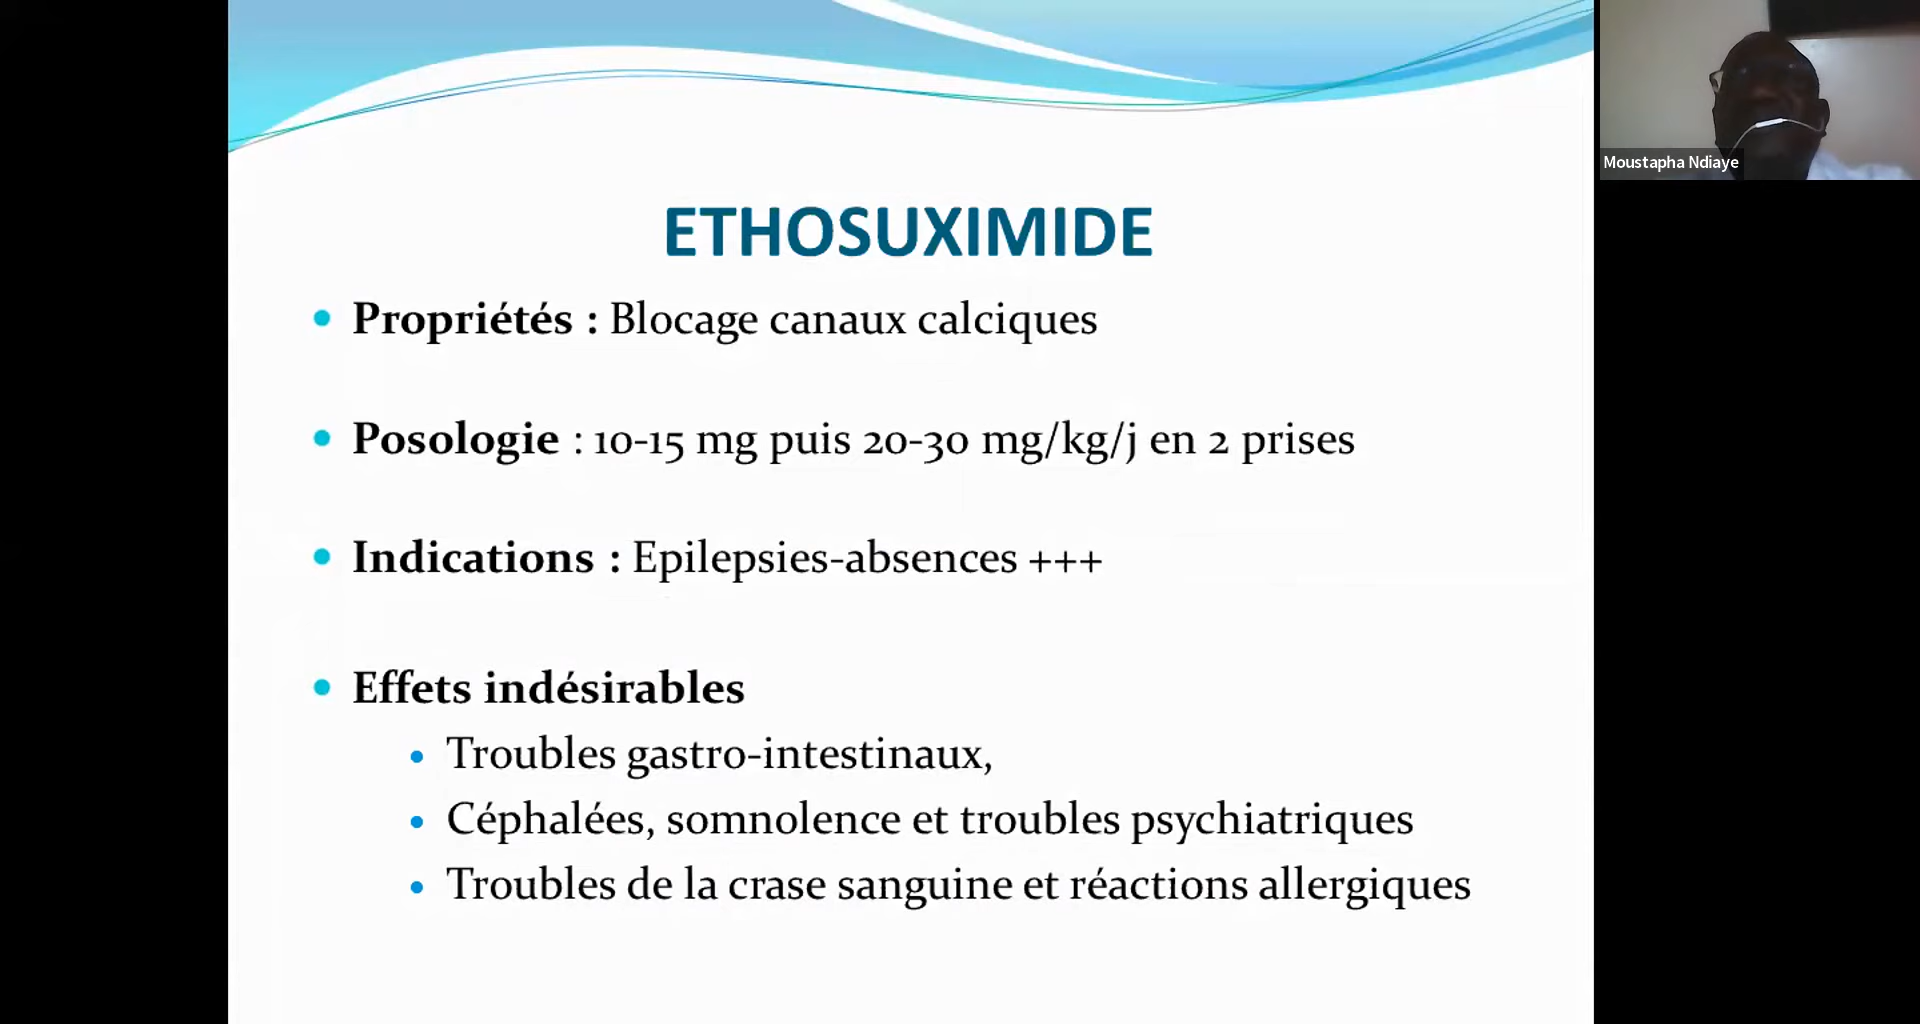 Moustapha Ndiaye
ETHOSUXIMIDE
• Propriétés : Blocage canaux calciques
• Posologie : 10-15 mg puis 20-30 mg/kg/j en 2 prises
• Indications : Epilepsies-absences +++
• Effets indésirables
• Troubles gastro-intestinaux,
• Céphalées, somnolence et troubles psychiatriques
• Troubles de la crase sanguine et réactions allergiques